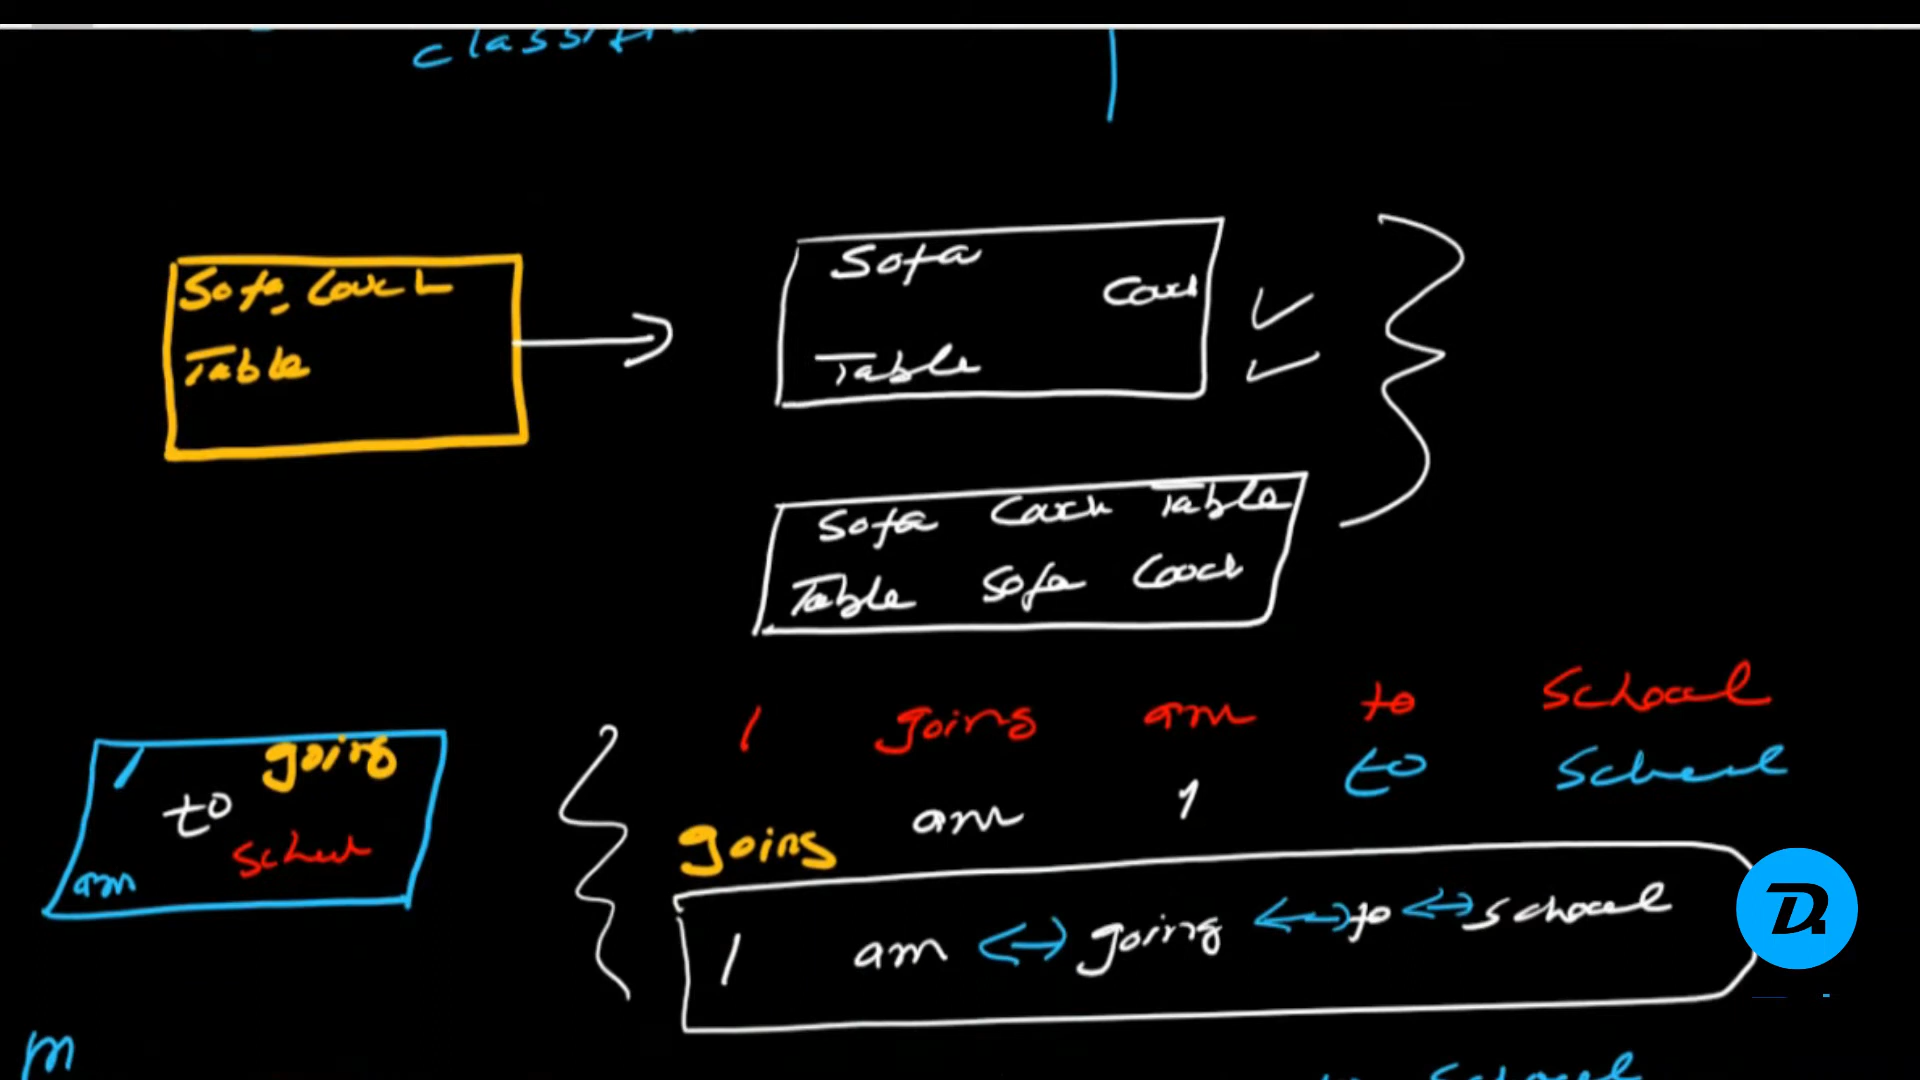 Sofa Couch
Table
Sofa
Couch
Table
Sofa Couch Table
Table Sofa Couch
I going am to School
going am I to School
I going
to
School
am
I am going to school
m
School